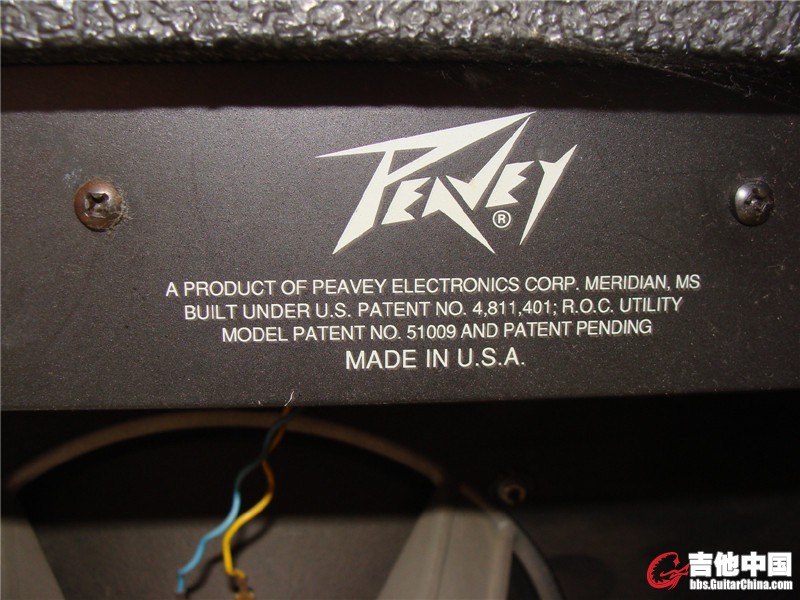 PEAVEY ®
A PRODUCT OF PEAVEY ELECTRONICS CORP. MERIDIAN, MS
BUILT UNDER U.S. PATENT NO. 4,811,401; R.O.C. UTILITY
MODEL PATENT NO. 51009 AND PATENT PENDING
MADE IN U.S.A.
吉他中国
bbs.GuitarChina.com